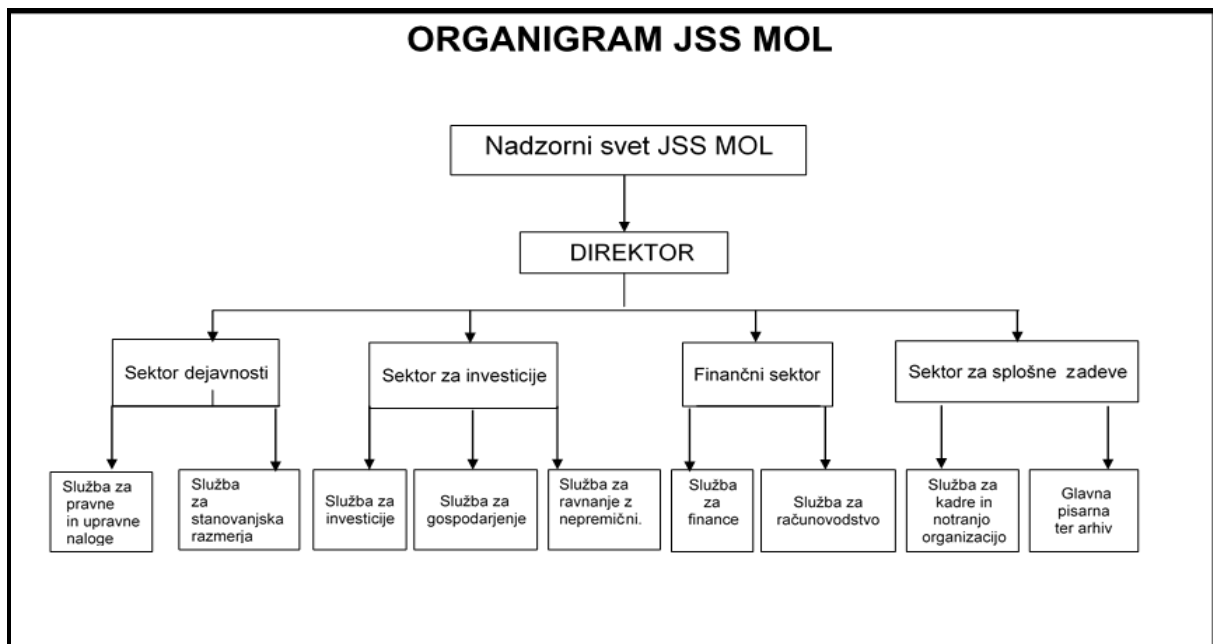 ORGANIGRAM JSS MOL
Nadzorni svet JSS MOL
DIREKTOR
Sektor dejavnosti
Sektor za investicije
Finančni sektor
Sektor za splošne zadeve
Služba za
pravne
in upravne
naloge
Služba
za
stanovanjska
razmerja
Služba za
investicije
Služba za
gospodarjenje
Služba za
ravnanje z
nepremični.
Služba
za
finance
Služba za
računovodstvo
Služba za
kadre in
notranjo
organizacijo
Glavna
pisarna
ter arhiv